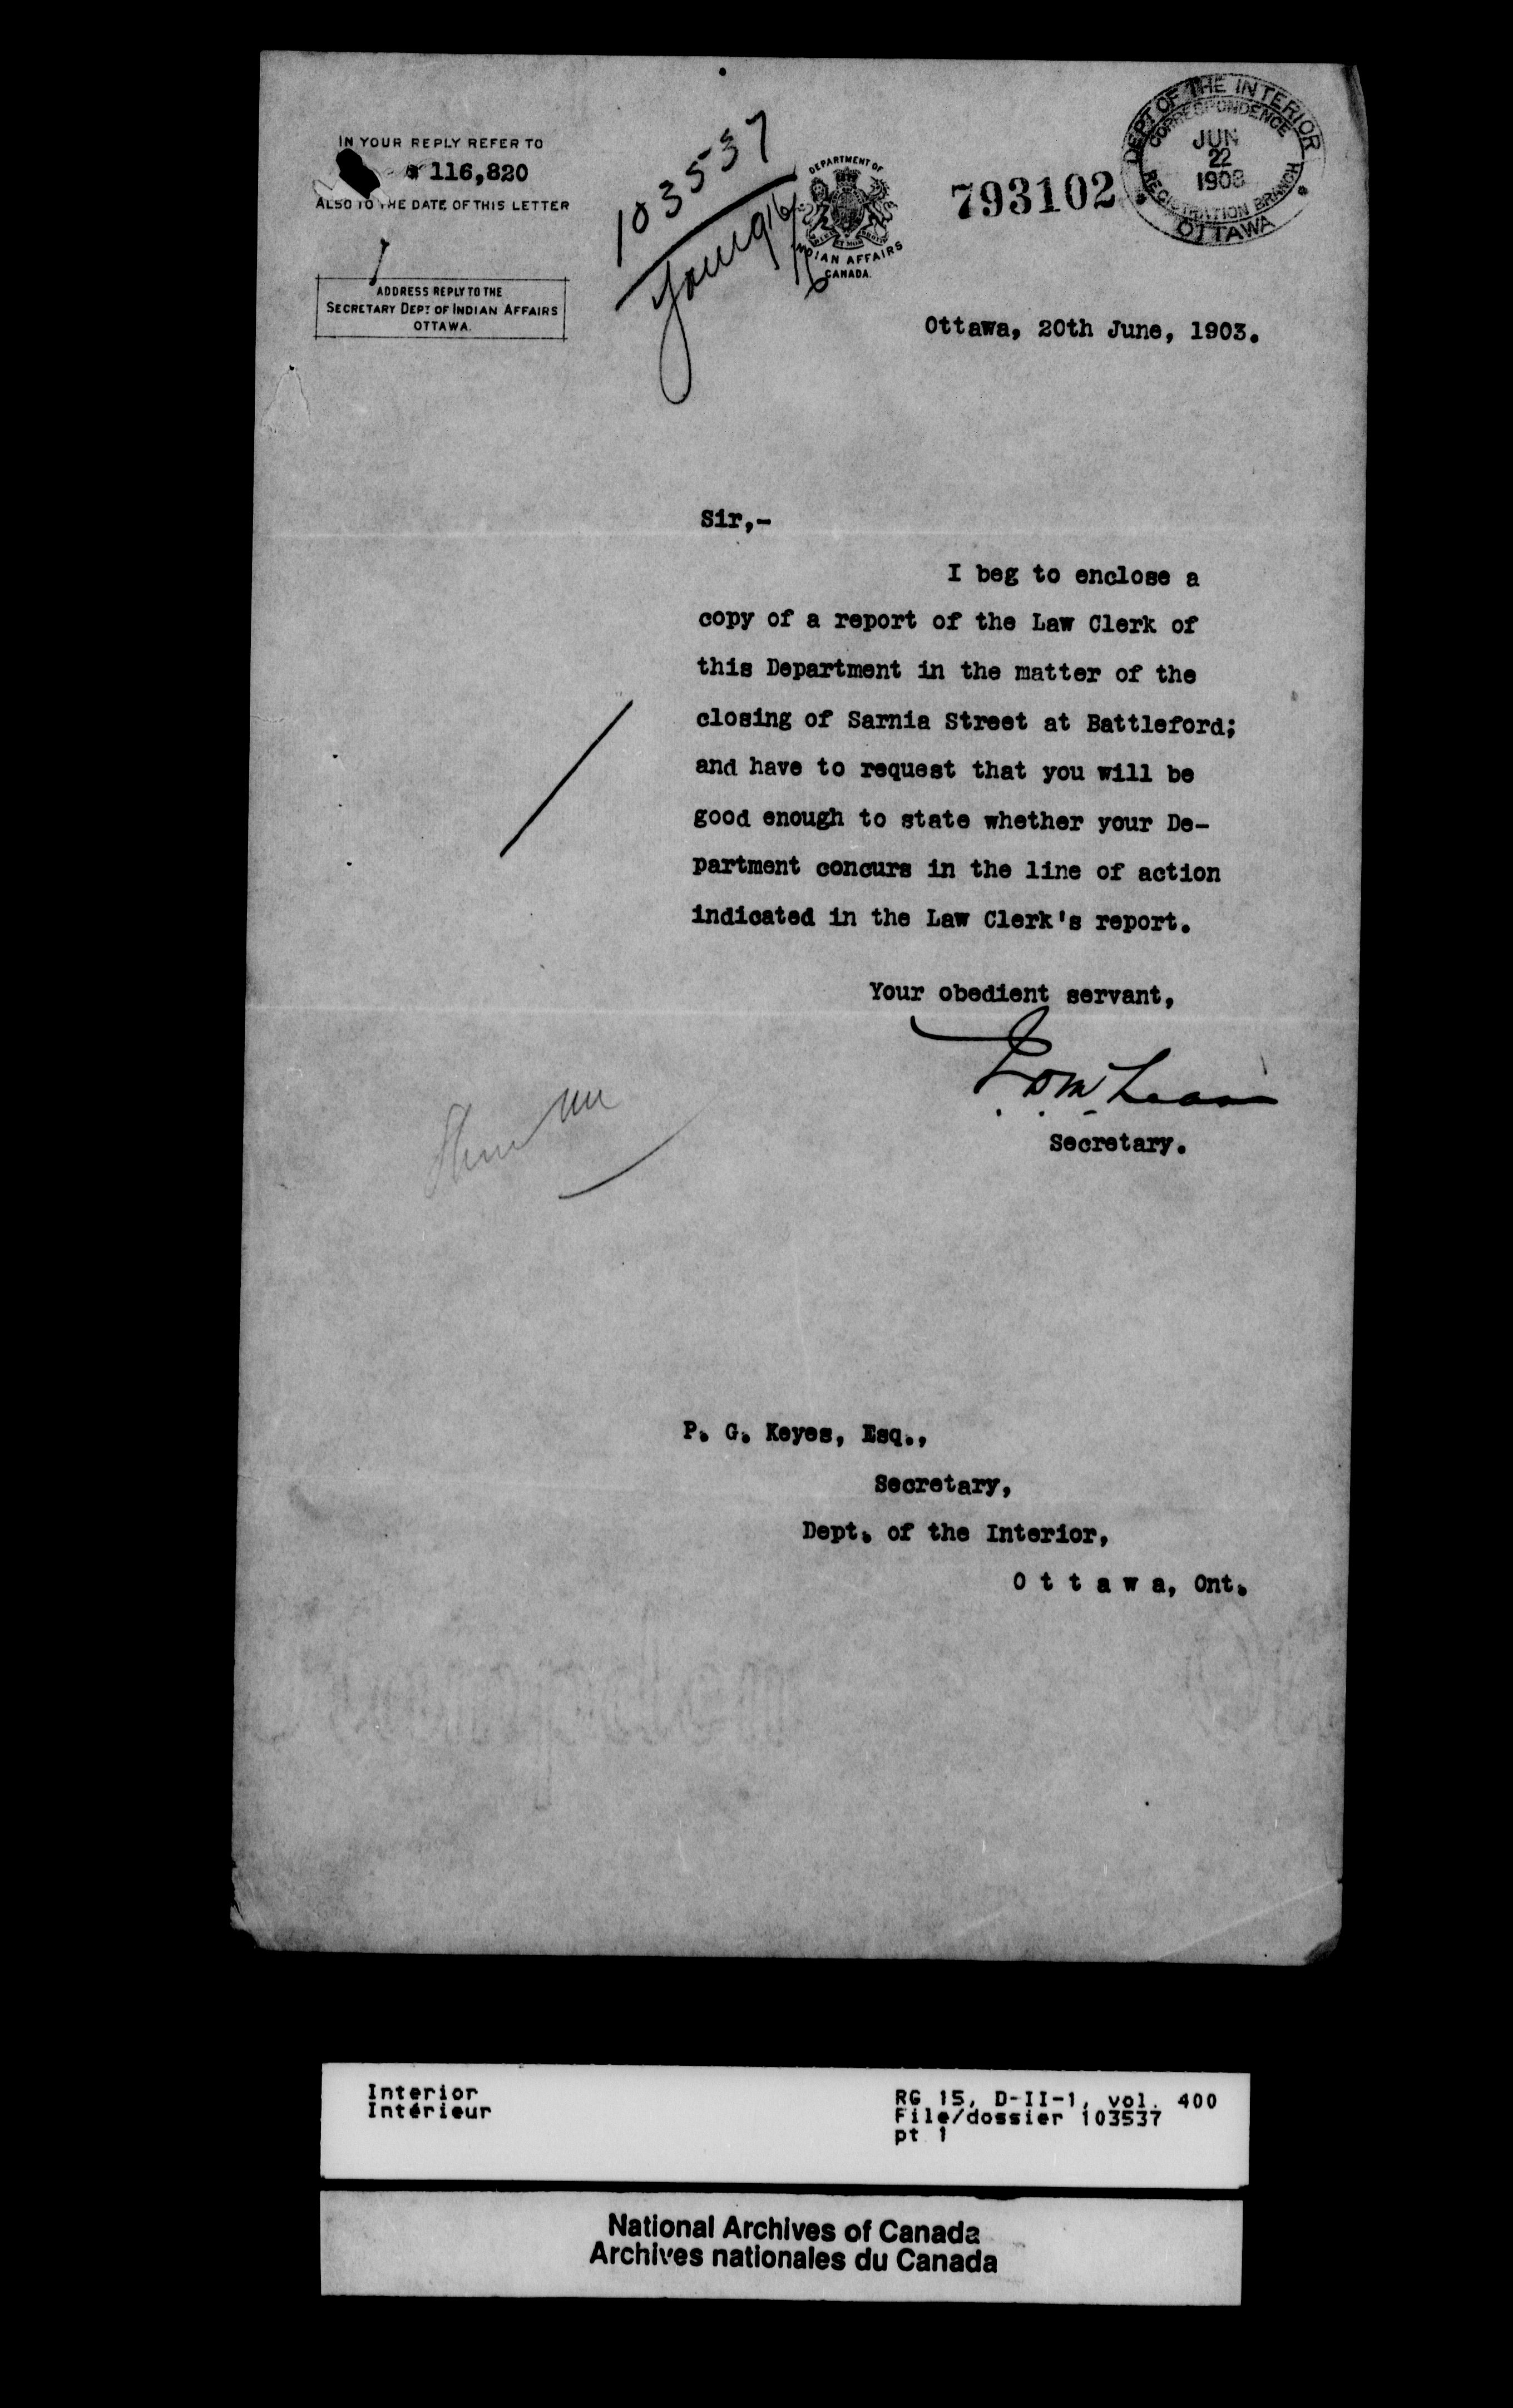 IN YOUR REPLY REFER TO
116,820
ALSO TO THE DATE OF THIS LETTER
ADDRESS REPLY TO THE
SECRETARY DEPT OF INDIAN AFFAIRS
OTTAWA.
103537
Young
DEPARTMENT OF
INDIAN AFFAIRS
CANADA.
793102
DEPT OF THE INTERIOR
CORRESPONDENCE
JUN
22
1903
REGISTRATION BRANCH
OTTAWA
Ottawa, 20th June, 1903.
Sir,-
I beg to enclose a
copy of a report of the Law Clerk of
this Department in the matter of the
closing of Sarnia Street at Battleford;
and have to request that you will be
good enough to state whether your De-
partment concurs in the line of action
indicated in the Law Clerk's report.
Your obedient servant,
Secretary.
P. G. Keyes, Esq.,
Secretary,
Dept. of the Interior,
O t t a w a, Ont.
Interior
Intérieur
RG 15, D-II-1, vol. 400
File/dossier 103537
pt 1
National Archives of Canada
Archives nationales du Canada